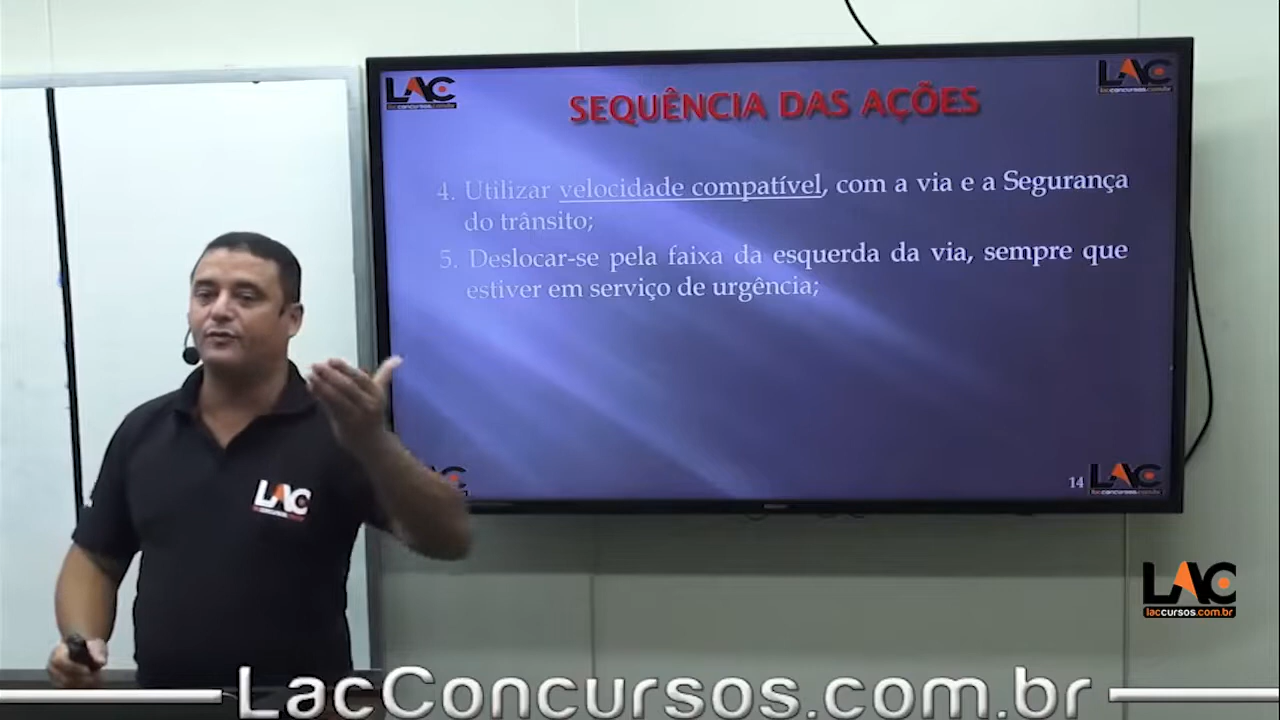 LAC
LAC
SEQUÊNCIA DAS AÇÕES
4. Utilizar velocidade compatível, com a via e a Segurança
do trânsito;
5. Deslocar-se pela faixa da esquerda da via, sempre que
estiver em serviço de urgência;
LAC
14
LAC
LAC
laccursos.com.br
LacConcursos.com.br